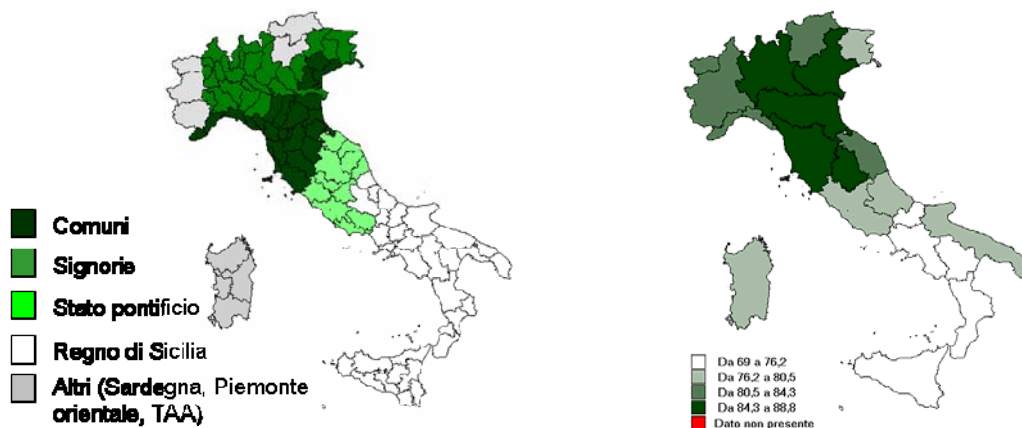 Comuni
Signorie
Stato pontificio
Regno di Sicilia
Altri (Sardegna, Piemonte
orientale, TAA)
Da 69 a 76,2
Da 76,2 a 80,5
Da 80,5 a 84,3
Da 84,3 a 88,8
Dato non presente